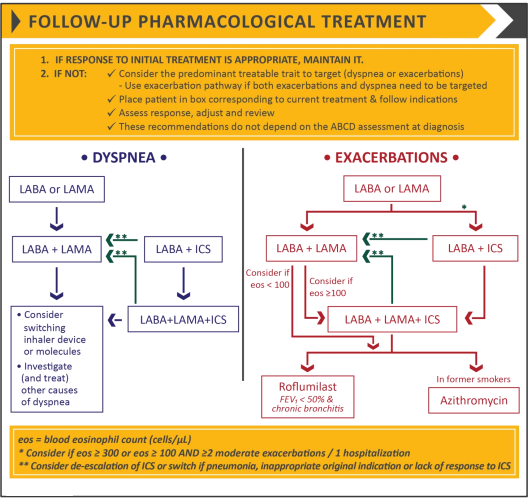 FOLLOW-UP PHARMACOLOGICAL TREATMENT
1. IF RESPONSE TO INITIAL TREATMENT IS APPROPRIATE, MAINTAIN IT.
2. IF NOT: ✓ Consider the predominant treatable trait to target (dyspnea or exacerbations)
- Use exacerbation pathway if both exacerbations and dyspnea need to be targeted
✓ Place patient in box corresponding to current treatment & follow indications
✓ Assess response, adjust and review
✓ These recommendations do not depend on the ABCD assessment at diagnosis
• DYSPNEA •
LABA or LAMA
**
LABA + LAMA
LABA + ICS
**
• Consider
switching
inhaler device
or molecules
• Investigate
(and treat)
other causes
of dyspnea
LABA+LAMA+ICS
• EXACERBATIONS •
LABA or LAMA
*
**
LABA + LAMA
LABA + ICS
**
Consider if
eos < 100
Consider if
eos ≥100
LABA + LAMA+ ICS
Roflumilast
FEV₁ < 50% &
chronic bronchitis
In former smokers
Azithromycin
eos = blood eosinophil count (cells/µL)
* Consider if eos ≥ 300 or eos ≥ 100 AND ≥2 moderate exacerbations / 1 hospitalization
** Consider de-escalation of ICS or switch if pneumonia, inappropriate original indication or lack of response to ICS